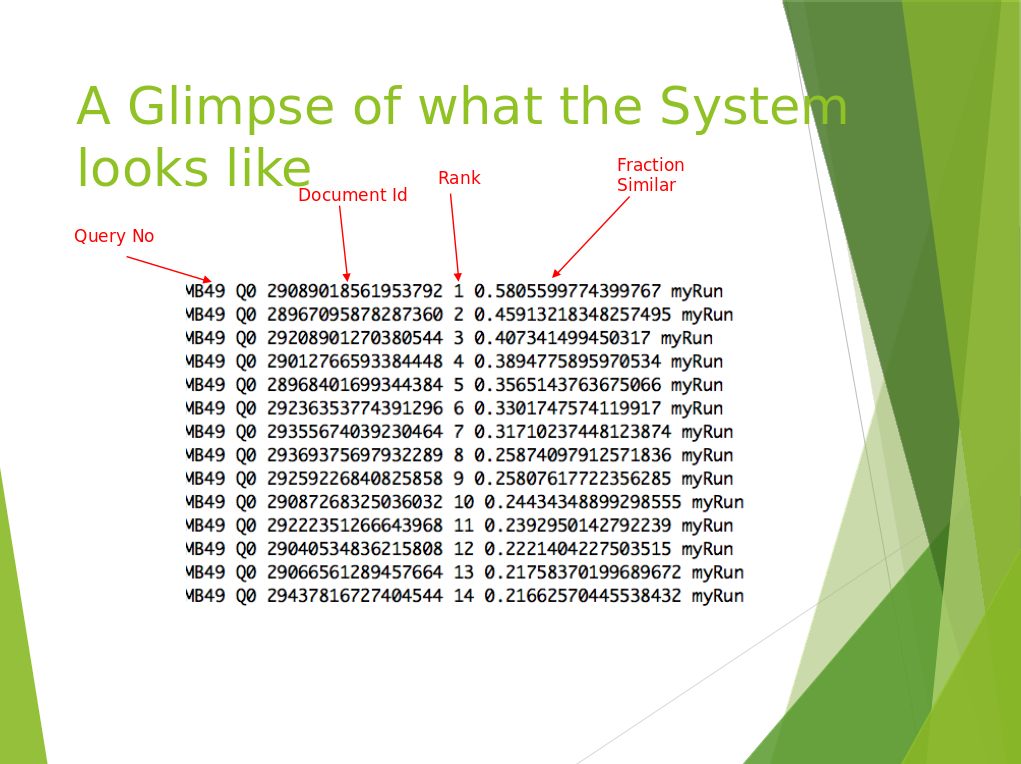 A Glimpse of what the System
looks like
Fraction
Similar
Rank
Document Id
Query No
MB49 Q0 29089018561953792 1 0.5805599774399767 myRun
MB49 Q0 28967095878287360 2 0.45913218348257495 myRun
MB49 Q0 29208901270380544 3 0.407341499450317 myRun
MB49 Q0 29012766593384448 4 0.3894775895970534 myRun
MB49 Q0 28968401699344384 5 0.3565143763675066 myRun
MB49 Q0 29236353774391296 6 0.3301747574119917 myRun
MB49 Q0 29355674039230464 7 0.31710237448123874 myRun
MB49 Q0 29369375697932289 8 0.25874097912571836 myRun
MB49 Q0 29259226840825858 9 0.25807617722356285 myRun
MB49 Q0 29087268325036032 10 0.24434348899298555 myRun
MB49 Q0 29222351266643968 11 0.2392950142792239 myRun
MB49 Q0 29040534836215808 12 0.2221404227503515 myRun
MB49 Q0 29066561289457664 13 0.21758370199689672 myRun
MB49 Q0 29437816727404544 14 0.21662570445538432 myRun